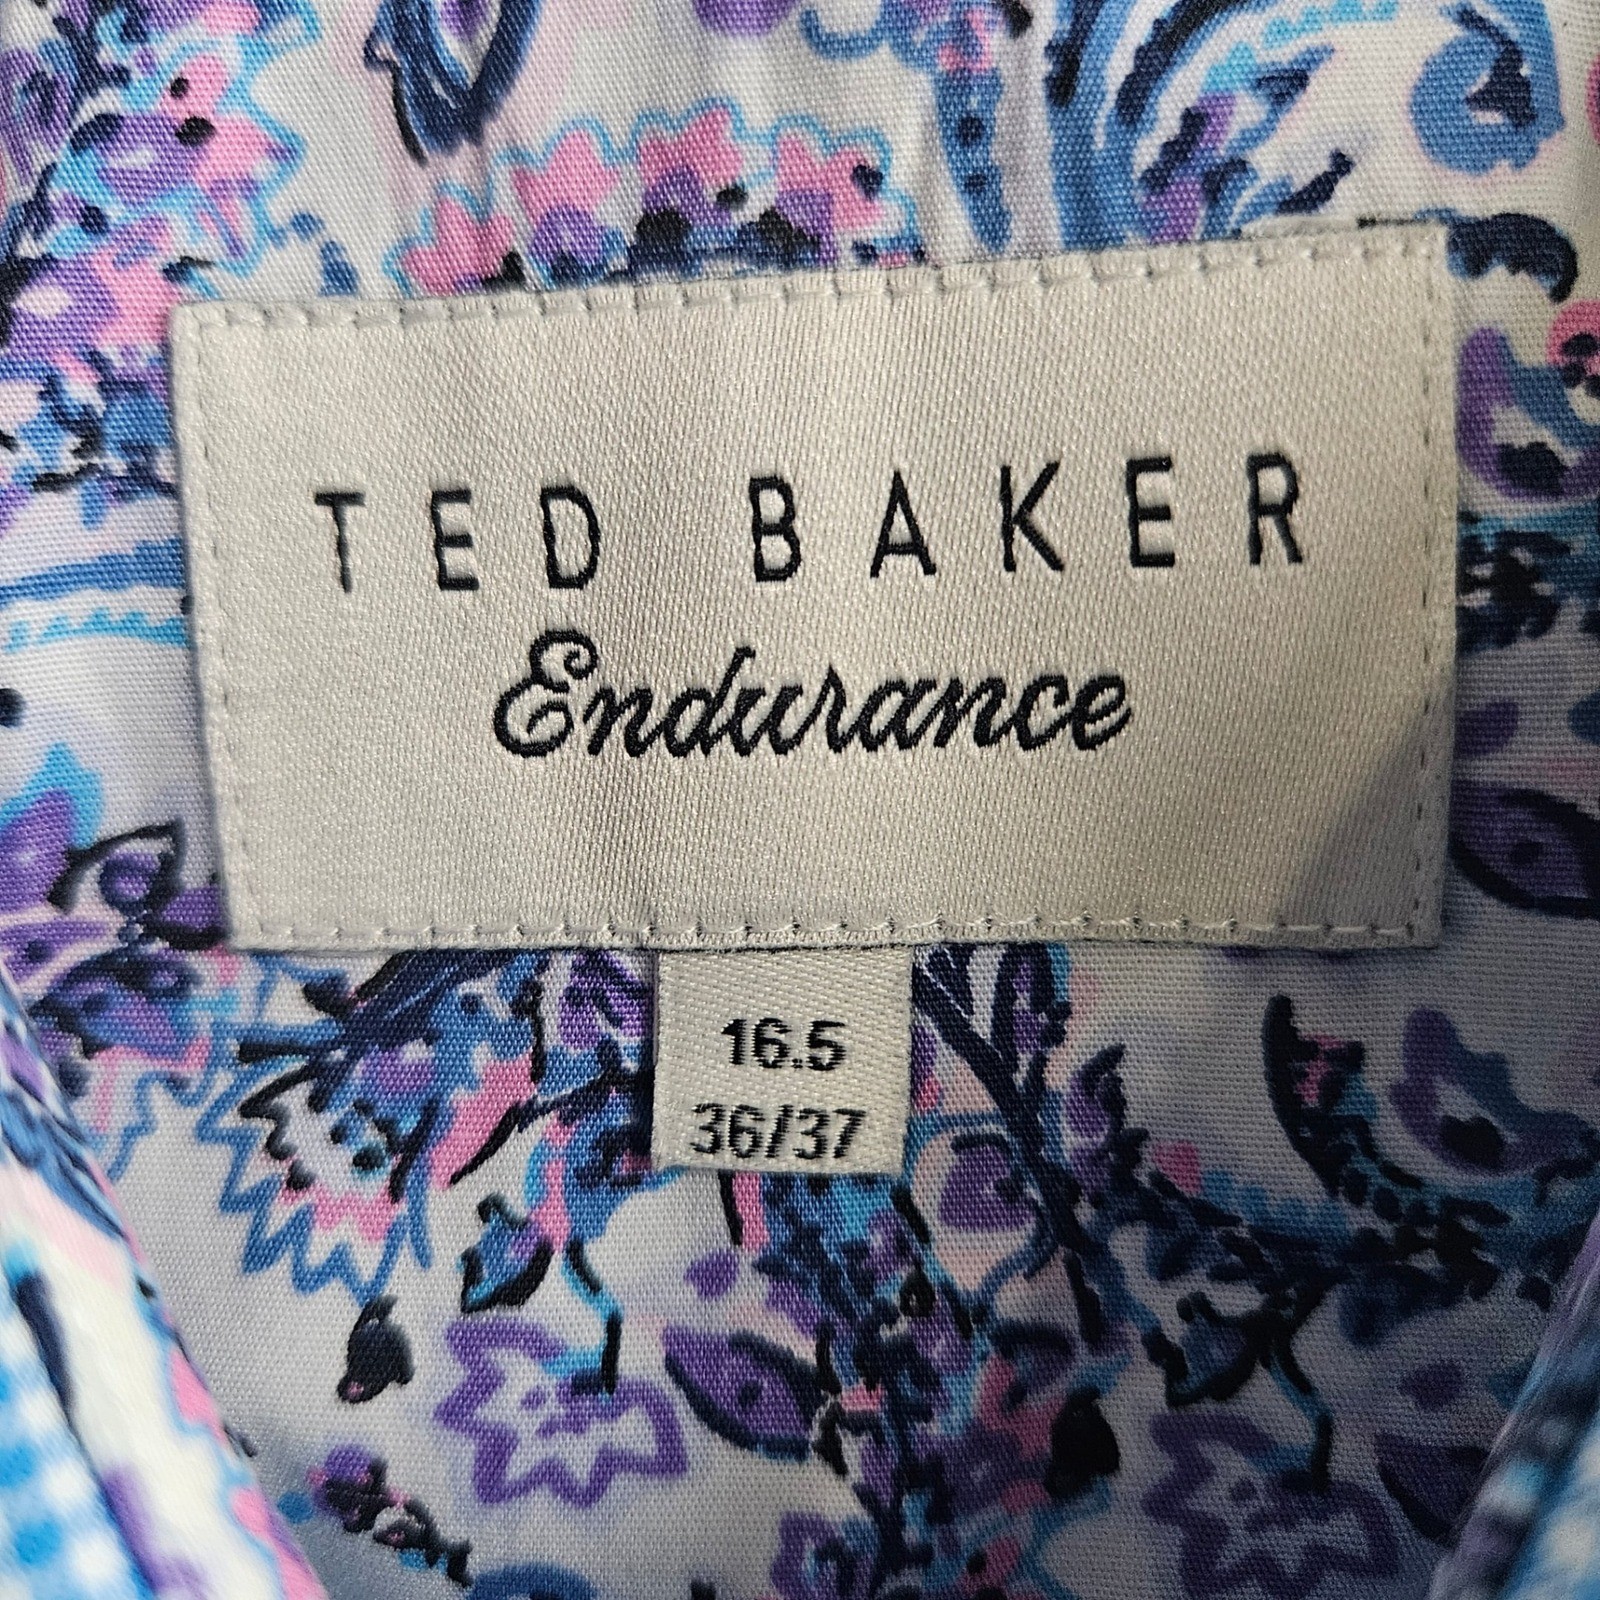 TED BAKER
Endurance
16.5
36/37